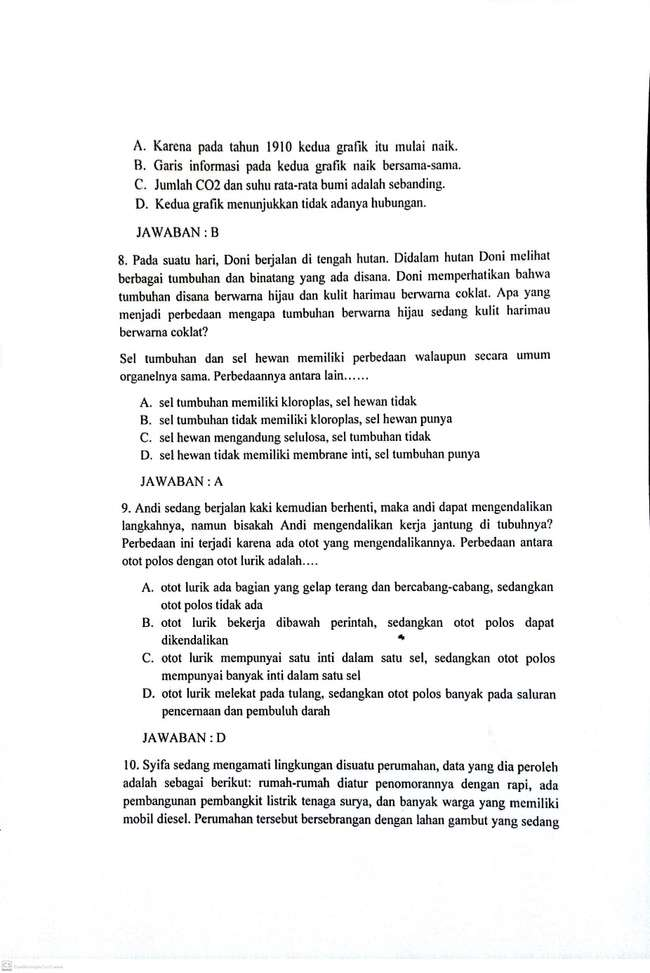 A. Karena pada tahun 1910 kedua grafik itu mulai naik.
B. Garis informasi pada kedua grafik naik bersama-sama.
C. Jumlah CO2 dan suhu rata-rata bumi adalah sebanding.
D. Kedua grafik menunjukkan tidak adanya hubungan.
JAWABAN : B
8. Pada suatu hari, Doni berjalan di tengah hutan. Didalam hutan Doni melihat
berbagai tumbuhan dan binatang yang ada disana. Doni memperhatikan bahwa
tumbuhan disana berwarna hijau dan kulit harimau berwarna coklat. Apa yang
menjadi perbedaan mengapa tumbuhan berwarna hijau sedang kulit harimau
berwarna coklat?
Sel tumbuhan dan sel hewan memiliki perbedaan walaupun secara umum
organelnya sama. Perbedaannya antara lain……
A. sel tumbuhan memiliki kloroplas, sel hewan tidak
B. sel tumbuhan tidak memiliki kloroplas, sel hewan punya
C. sel hewan mengandung selulosa, sel tumbuhan tidak
D. sel hewan tidak memiliki membrane inti, sel tumbuhan punya
JAWABAN : A
9. Andi sedang berjalan kaki kemudian berhenti, maka andi dapat mengendalikan
langkahnya, namun bisakah Andi mengendalikan kerja jantung di tubuhnya?
Perbedaan ini terjadi karena ada otot yang mengendalikannya. Perbedaan antara
otot polos dengan otot lurik adalah….
A. otot lurik ada bagian yang gelap terang dan bercabang-cabang, sedangkan
otot polos tidak ada
B. otot lurik bekerja dibawah perintah, sedangkan otot polos dapat
dikendalikan
C. otot lurik mempunyai satu inti dalam satu sel, sedangkan otot polos
mempunyai banyak inti dalam satu sel
D. otot lurik melekat pada tulang, sedangkan otot polos banyak pada saluran
pencernaan dan pembuluh darah
JAWABAN : D
10. Syifa sedang mengamati lingkungan disuatu perumahan, data yang dia peroleh
adalah sebagai berikut: rumah-rumah diatur penomorannya dengan rapi, ada
pembangunan pembangkit listrik tenaga surya, dan banyak warga yang memiliki
mobil diesel. Perumahan tersebut bersebrangan dengan lahan gambut yang sedang
CS